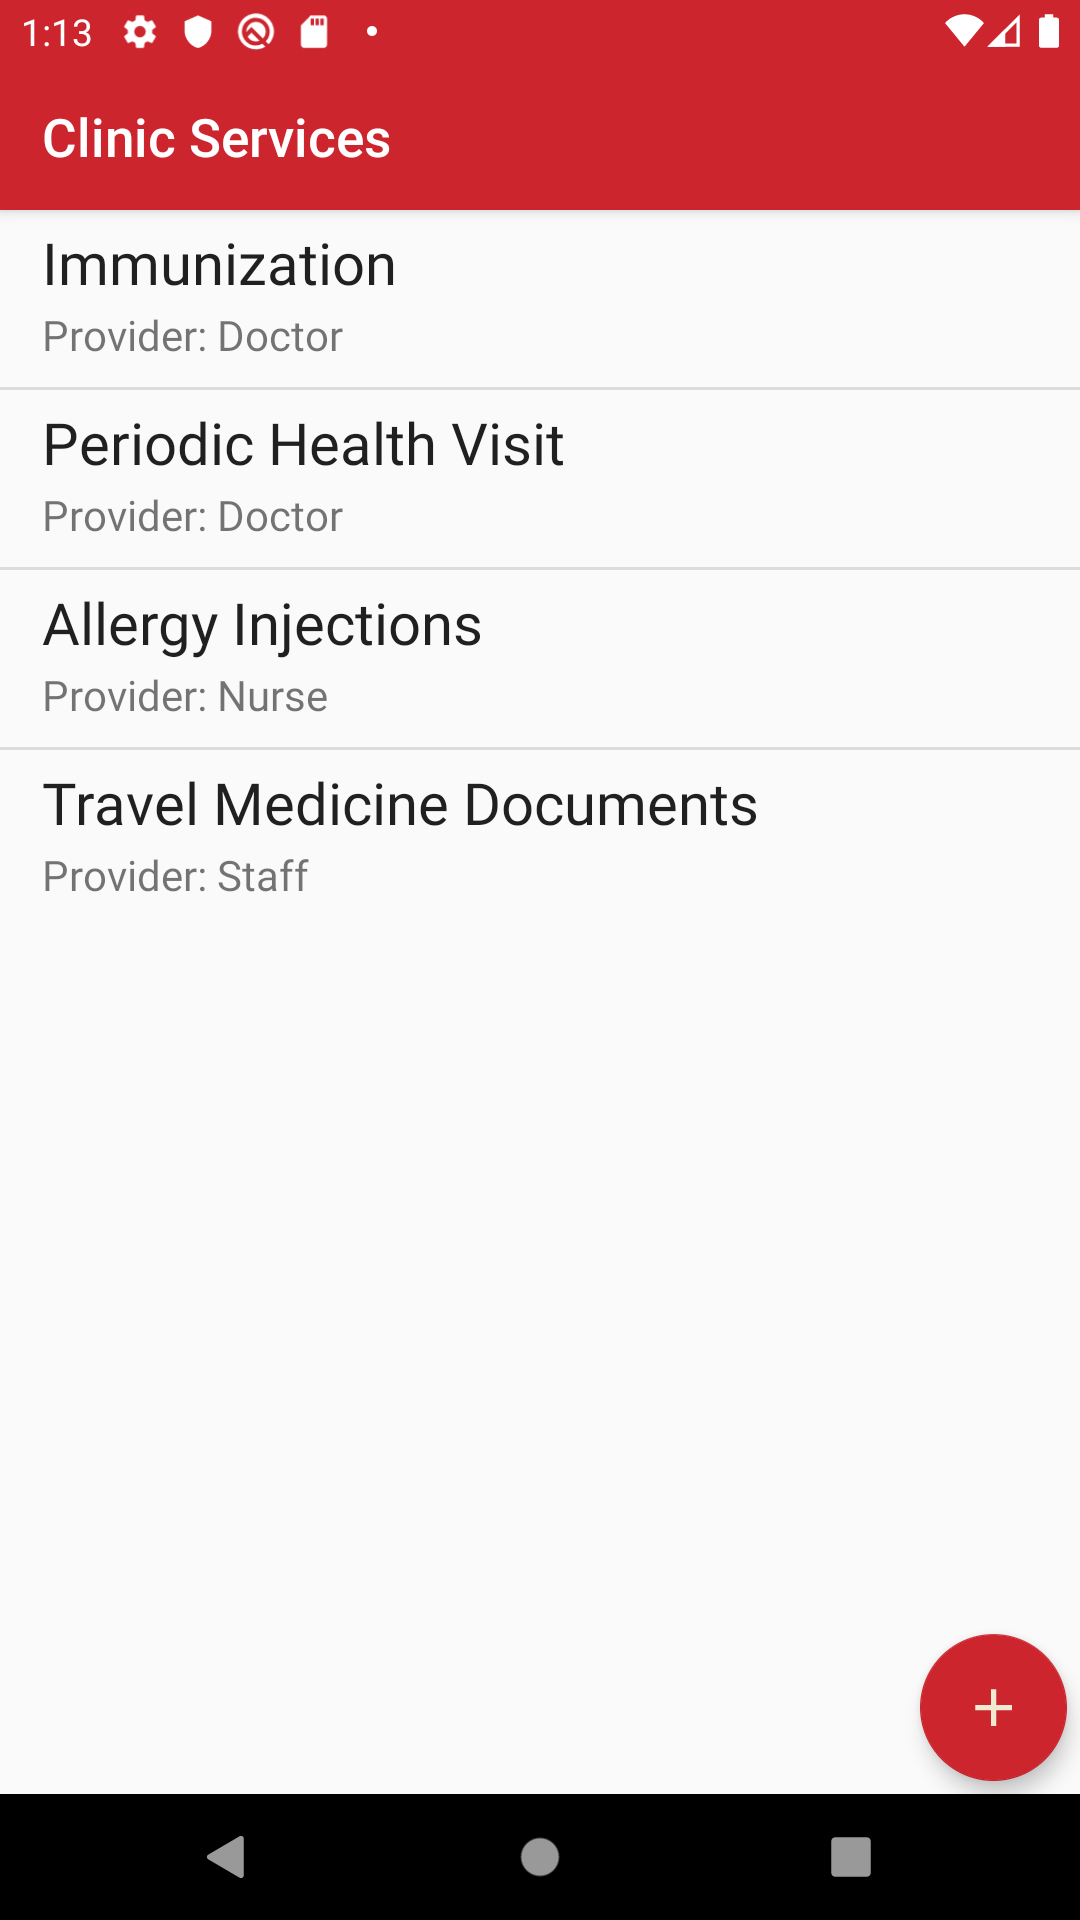 1:13
Clinic Services
Immunization
Provider: Doctor
Periodic Health Visit
Provider: Doctor
Allergy Injections
Provider: Nurse
Travel Medicine Documents
Provider: Staff